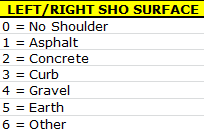 LEFT/RIGHT SHO SURFACE
0 = No Shoulder
1 = Asphalt
2 = Concrete
3 = Curb
4 = Gravel
5 = Earth
6 = Other